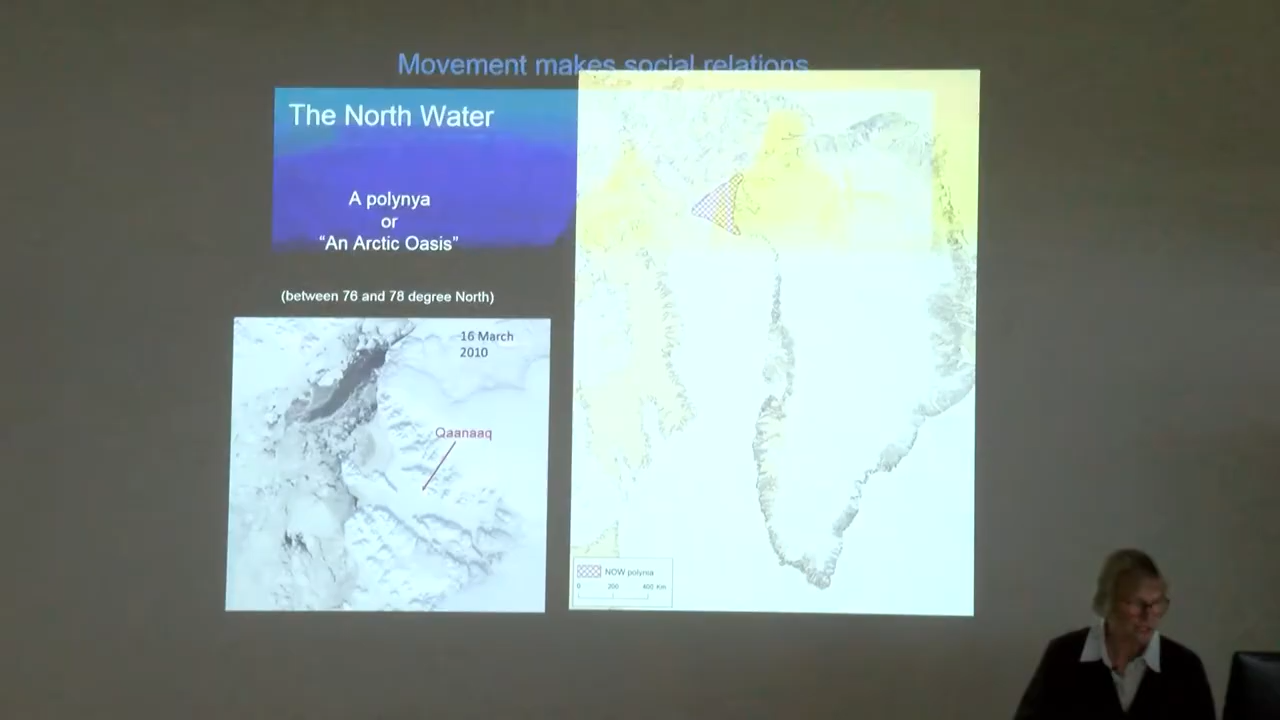 Movement makes social relations
The North Water
A polynya
or
“An Arctic Oasis”
(between 76 and 78 degree North)
16 March
2010
Qaanaaq
NOW polynia
0 200 400 Km